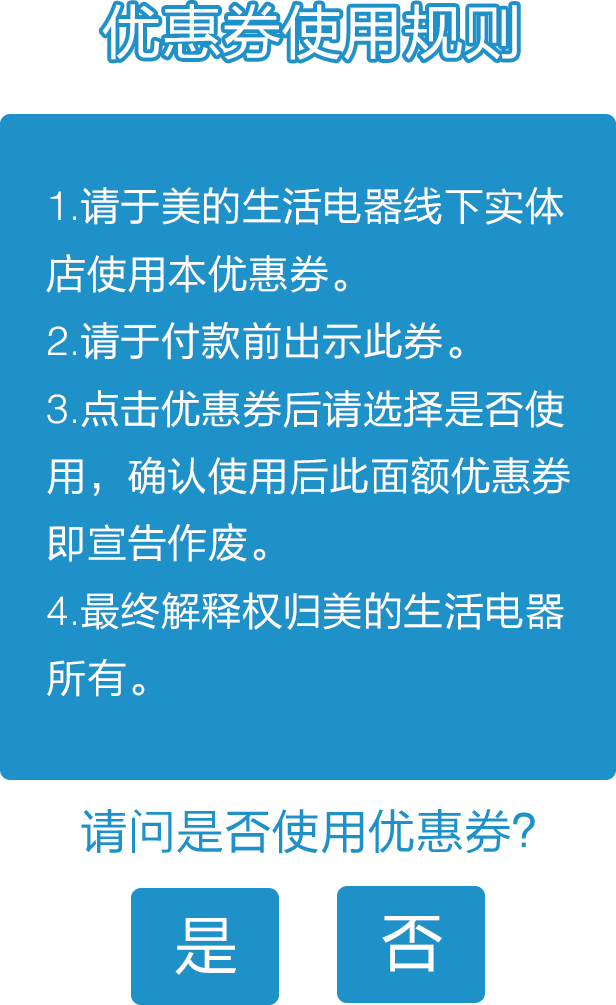 优惠券使用规则
1.请于美的生活电器线下实体
店使用本优惠券。
2.请于付款前出示此券。
3.点击优惠券后请选择是否使
用，确认使用后此面额优惠券
即宣告作废。
4.最终解释权归美的生活电器
所有。
请问是否使用优惠券?
是 否